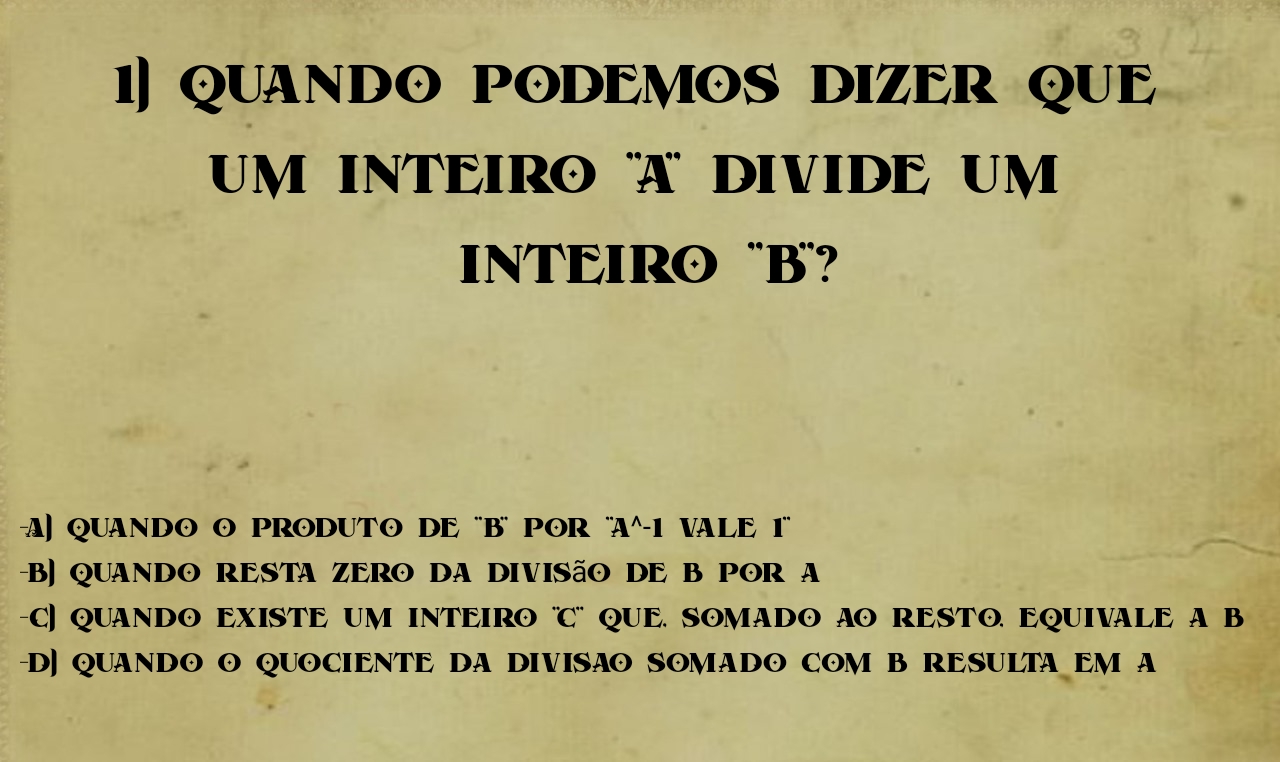 1) QUANDO PODEMOS DIZER QUE
UM INTEIRO "A" DIVIDE UM
INTEIRO "B"?
-A) QUANDO O PRODUTO DE "B" POR "A^-1 VALE 1"
-B) QUANDO RESTA ZERO DA DIVISãO DE B POR A
-C) QUANDO EXISTE UM INTEIRO "C" QUE, SOMADO AO RESTO, EQUIVALE A B
-D) QUANDO O QUOCIENTE DA DIVISAO SOMADO COM B RESULTA EM A